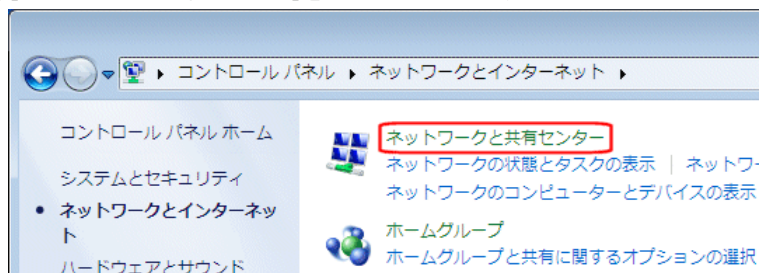 コントロール パネル ▸ ネットワークとインターネット ▸
コントロール パネル ホーム
システムとセキュリティ
• ネットワークとインターネッ
ト
ハードウェアとサウンド
ネットワークと共有センター
ネットワークの状態とタスクの表示 | ネットワー
ネットワークのコンピューターとデバイスの表示
ホームグループ
ホームグループと共有に関するオプションの選択